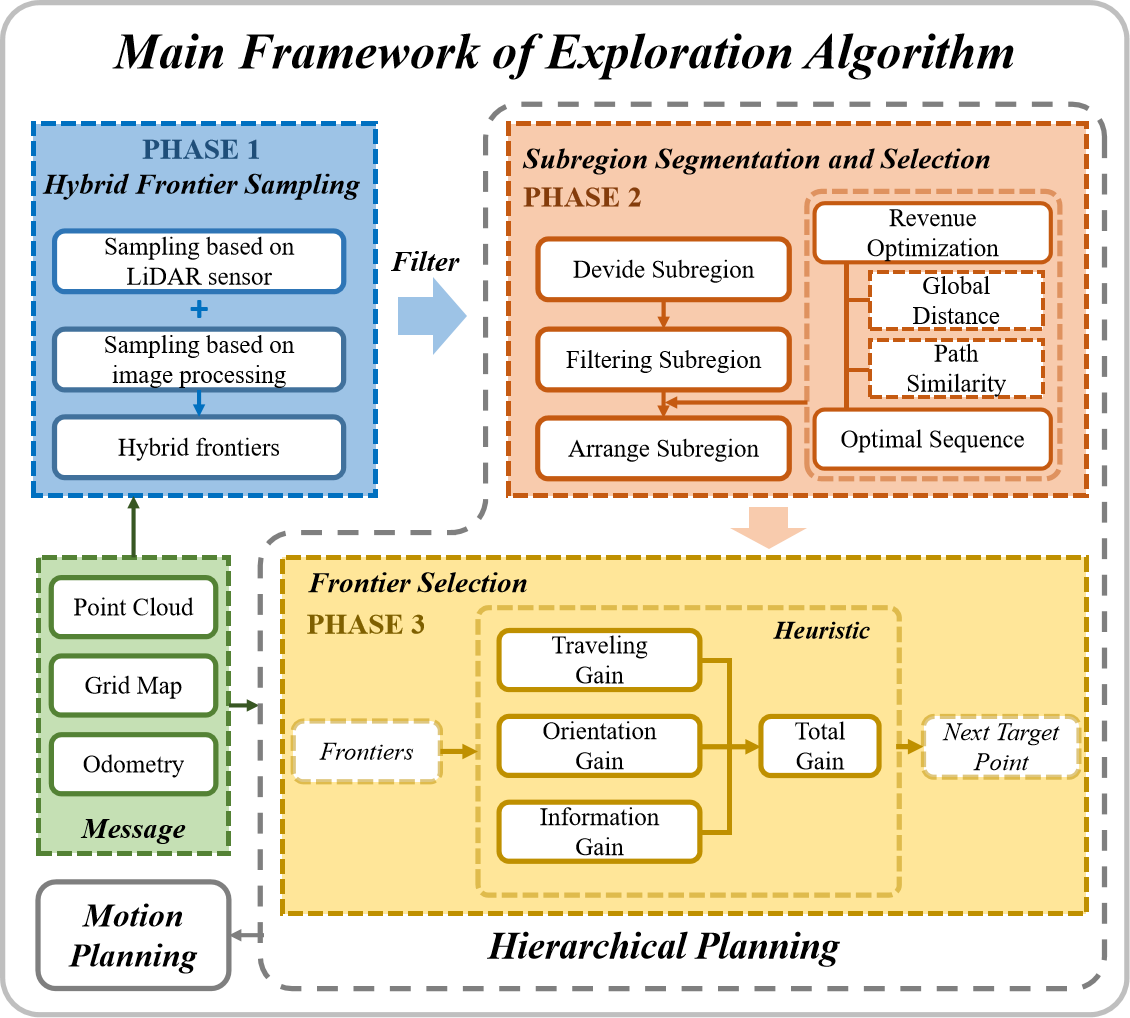 Main Framework of Exploration Algorithm
PHASE 1
Hybrid Frontier Sampling
Sampling based on
LiDAR sensor
+
Sampling based on
image processing
Hybrid frontiers
Filter
Subregion Segmentation and Selection
PHASE 2
Devide Subregion
Filtering Subregion
Arrange Subregion
Revenue
Optimization
Global
Distance
Path
Similarity
Optimal Sequence
Point Cloud
Grid Map
Odometry
Message
Frontier Selection
PHASE 3
Heuristic
Frontiers
Traveling
Gain
Orientation
Gain
Information
Gain
Total
Gain
Next Target
Point
Hierarchical Planning
Motion
Planning